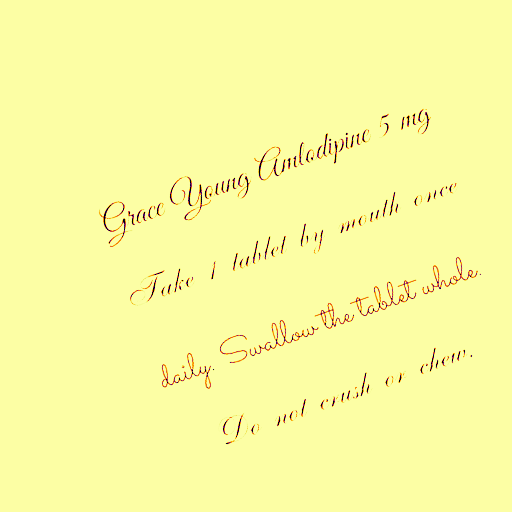 Grace Young Amlodipine 5 mg
Take 1 tablet by mouth once
daily. Swallow the tablet whole.
Do not crush or chew.